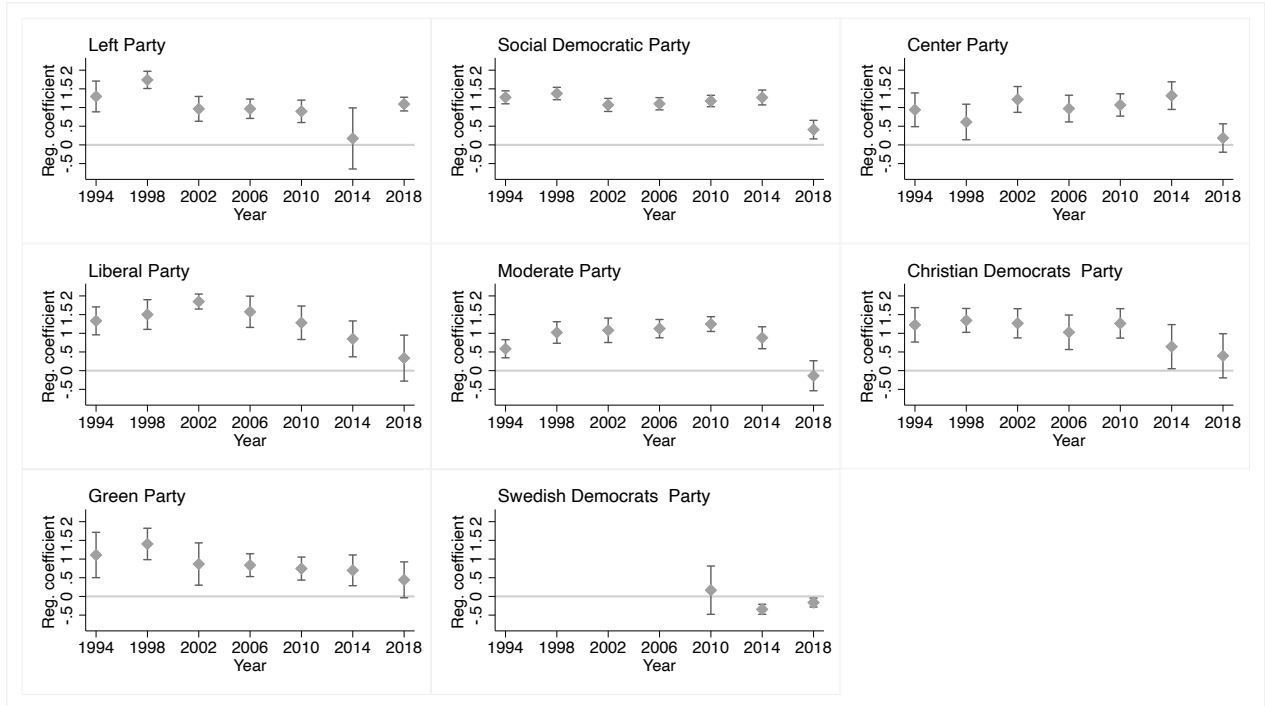 Left Party
Reg. coefficient
-.5 0 .5 1 1.5 2
1994 1998 2002 2006 2010 2014 2018
Year
Social Democratic Party
Reg. coefficient
-.5 0 .5 1 1.5 2
1994 1998 2002 2006 2010 2014 2018
Year
Center Party
Reg. coefficient
-.5 0 .5 1 1.5 2
1994 1998 2002 2006 2010 2014 2018
Year
Liberal Party
Reg. coefficient
-.5 0 .5 1 1.5 2
1994 1998 2002 2006 2010 2014 2018
Year
Moderate Party
Reg. coefficient
-.5 0 .5 1 1.5 2
1994 1998 2002 2006 2010 2014 2018
Year
Christian Democrats  Party
Reg. coefficient
-.5 0 .5 1 1.5 2
1994 1998 2002 2006 2010 2014 2018
Year
Green Party
Reg. coefficient
-.5 0 .5 1 1.5 2
1994 1998 2002 2006 2010 2014 2018
Year
Swedish Democrats  Party
Reg. coefficient
-.5 0 .5 1 1.5 2
1994 1998 2002 2006 2010 2014 2018
Year